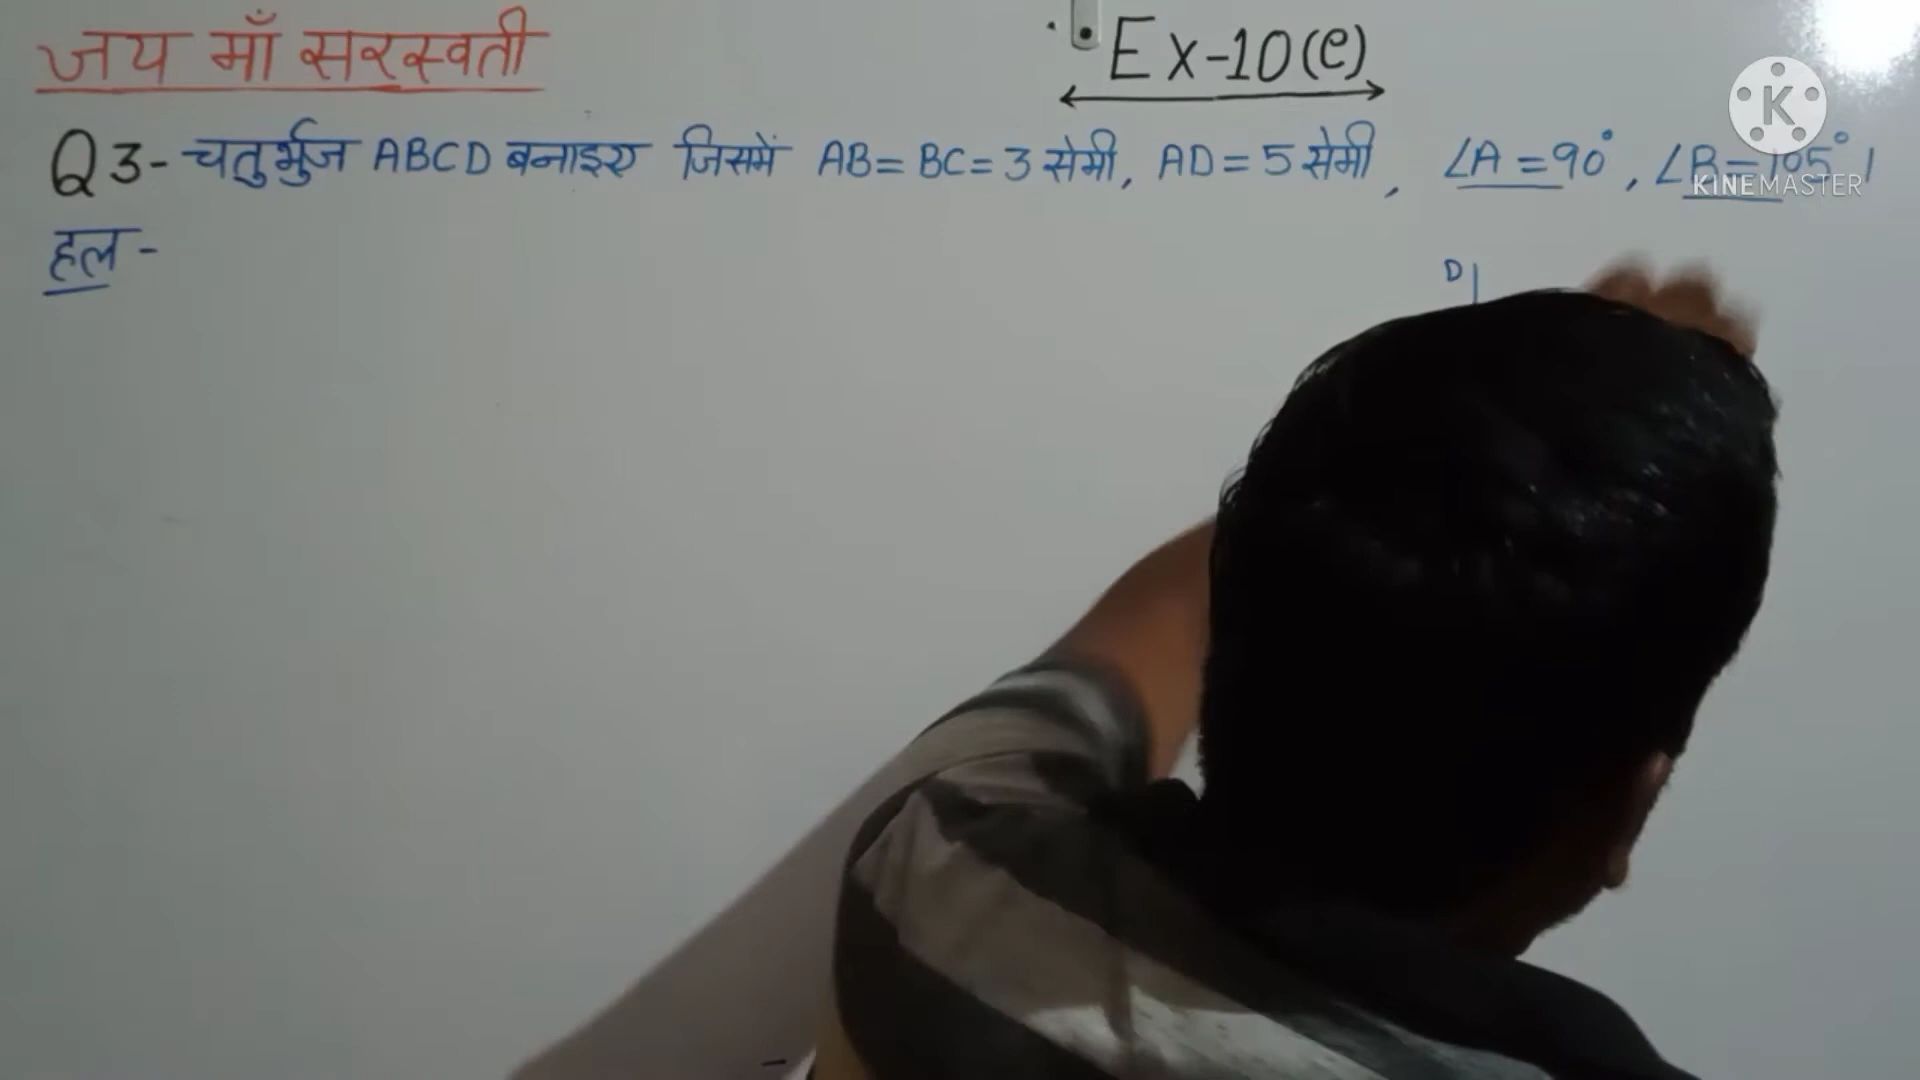 जय माँ सरस्वती
Ex-10(e)
K
Q3- चतुर्भुज ABCD बनाइए जिसमें AB = BC = 3 सेमी, AD = 5 सेमी, ∠A = 90°, ∠B = 105°।
KINEMASTER
हल -
D